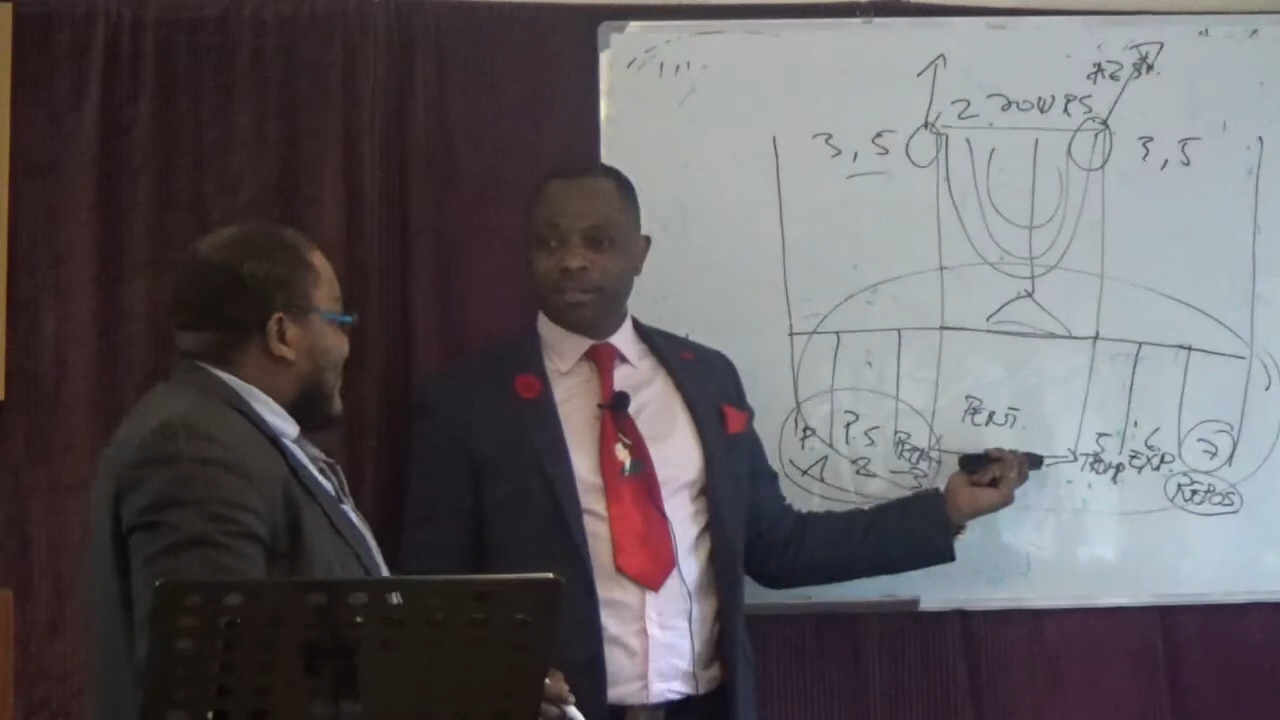 2 JOURS
3, 5
3, 5
PENT.
P.
P.S
5
6
7
1
2
3
TROMP
EXP.
REPOS